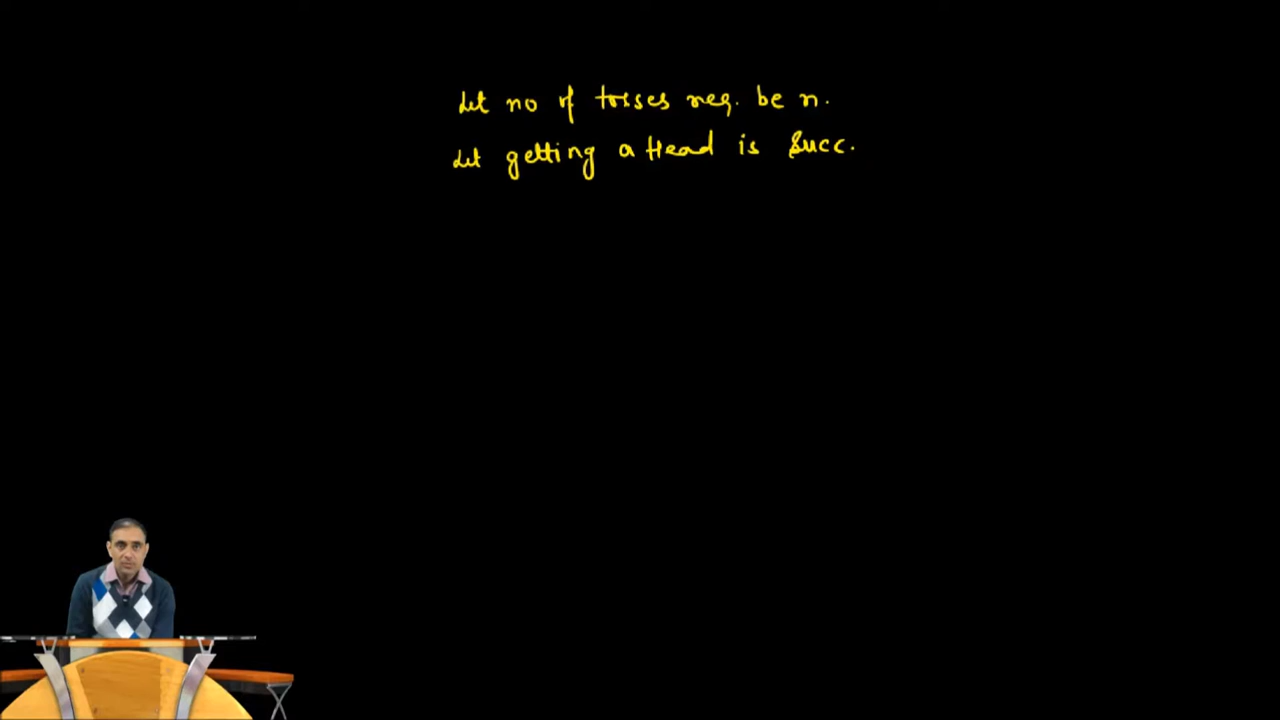 Let no of tosses req. be n.
Let getting a Head is Succ.